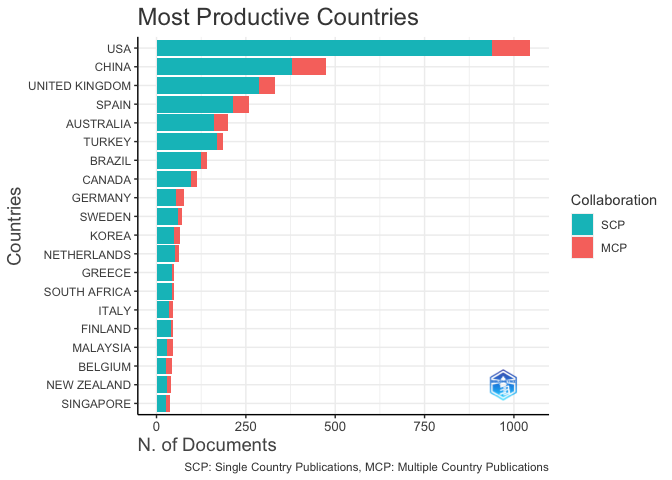 Most Productive Countries
Countries
USA
CHINA
UNITED KINGDOM
SPAIN
AUSTRALIA
TURKEY
BRAZIL
CANADA
GERMANY
SWEDEN
KOREA
NETHERLANDS
GREECE
SOUTH AFRICA
ITALY
FINLAND
MALAYSIA
BELGIUM
NEW ZEALAND
SINGAPORE
0 250 500 750 1000
N. of Documents
SCP: Single Country Publications, MCP: Multiple Country Publications
Collaboration
SCP
MCP